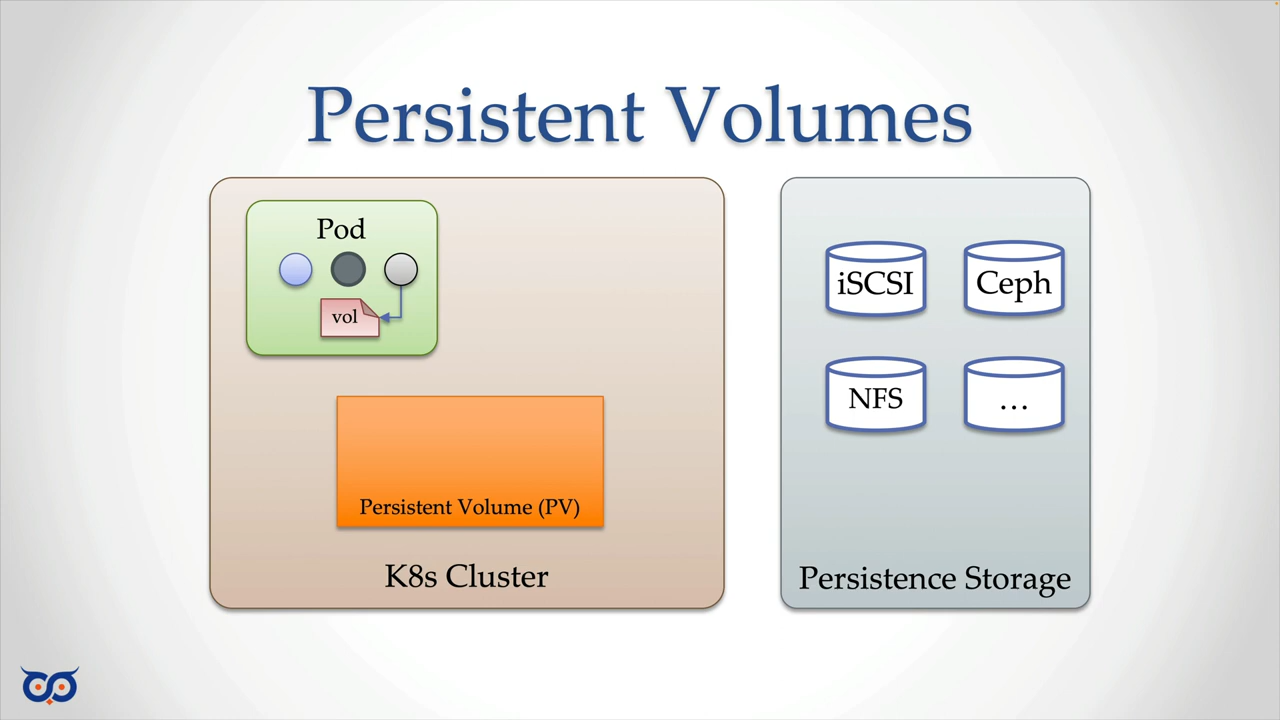 Persistent Volumes
Pod
vol
Persistent Volume (PV)
K8s Cluster
iSCSI
Ceph
NFS
...
Persistence Storage